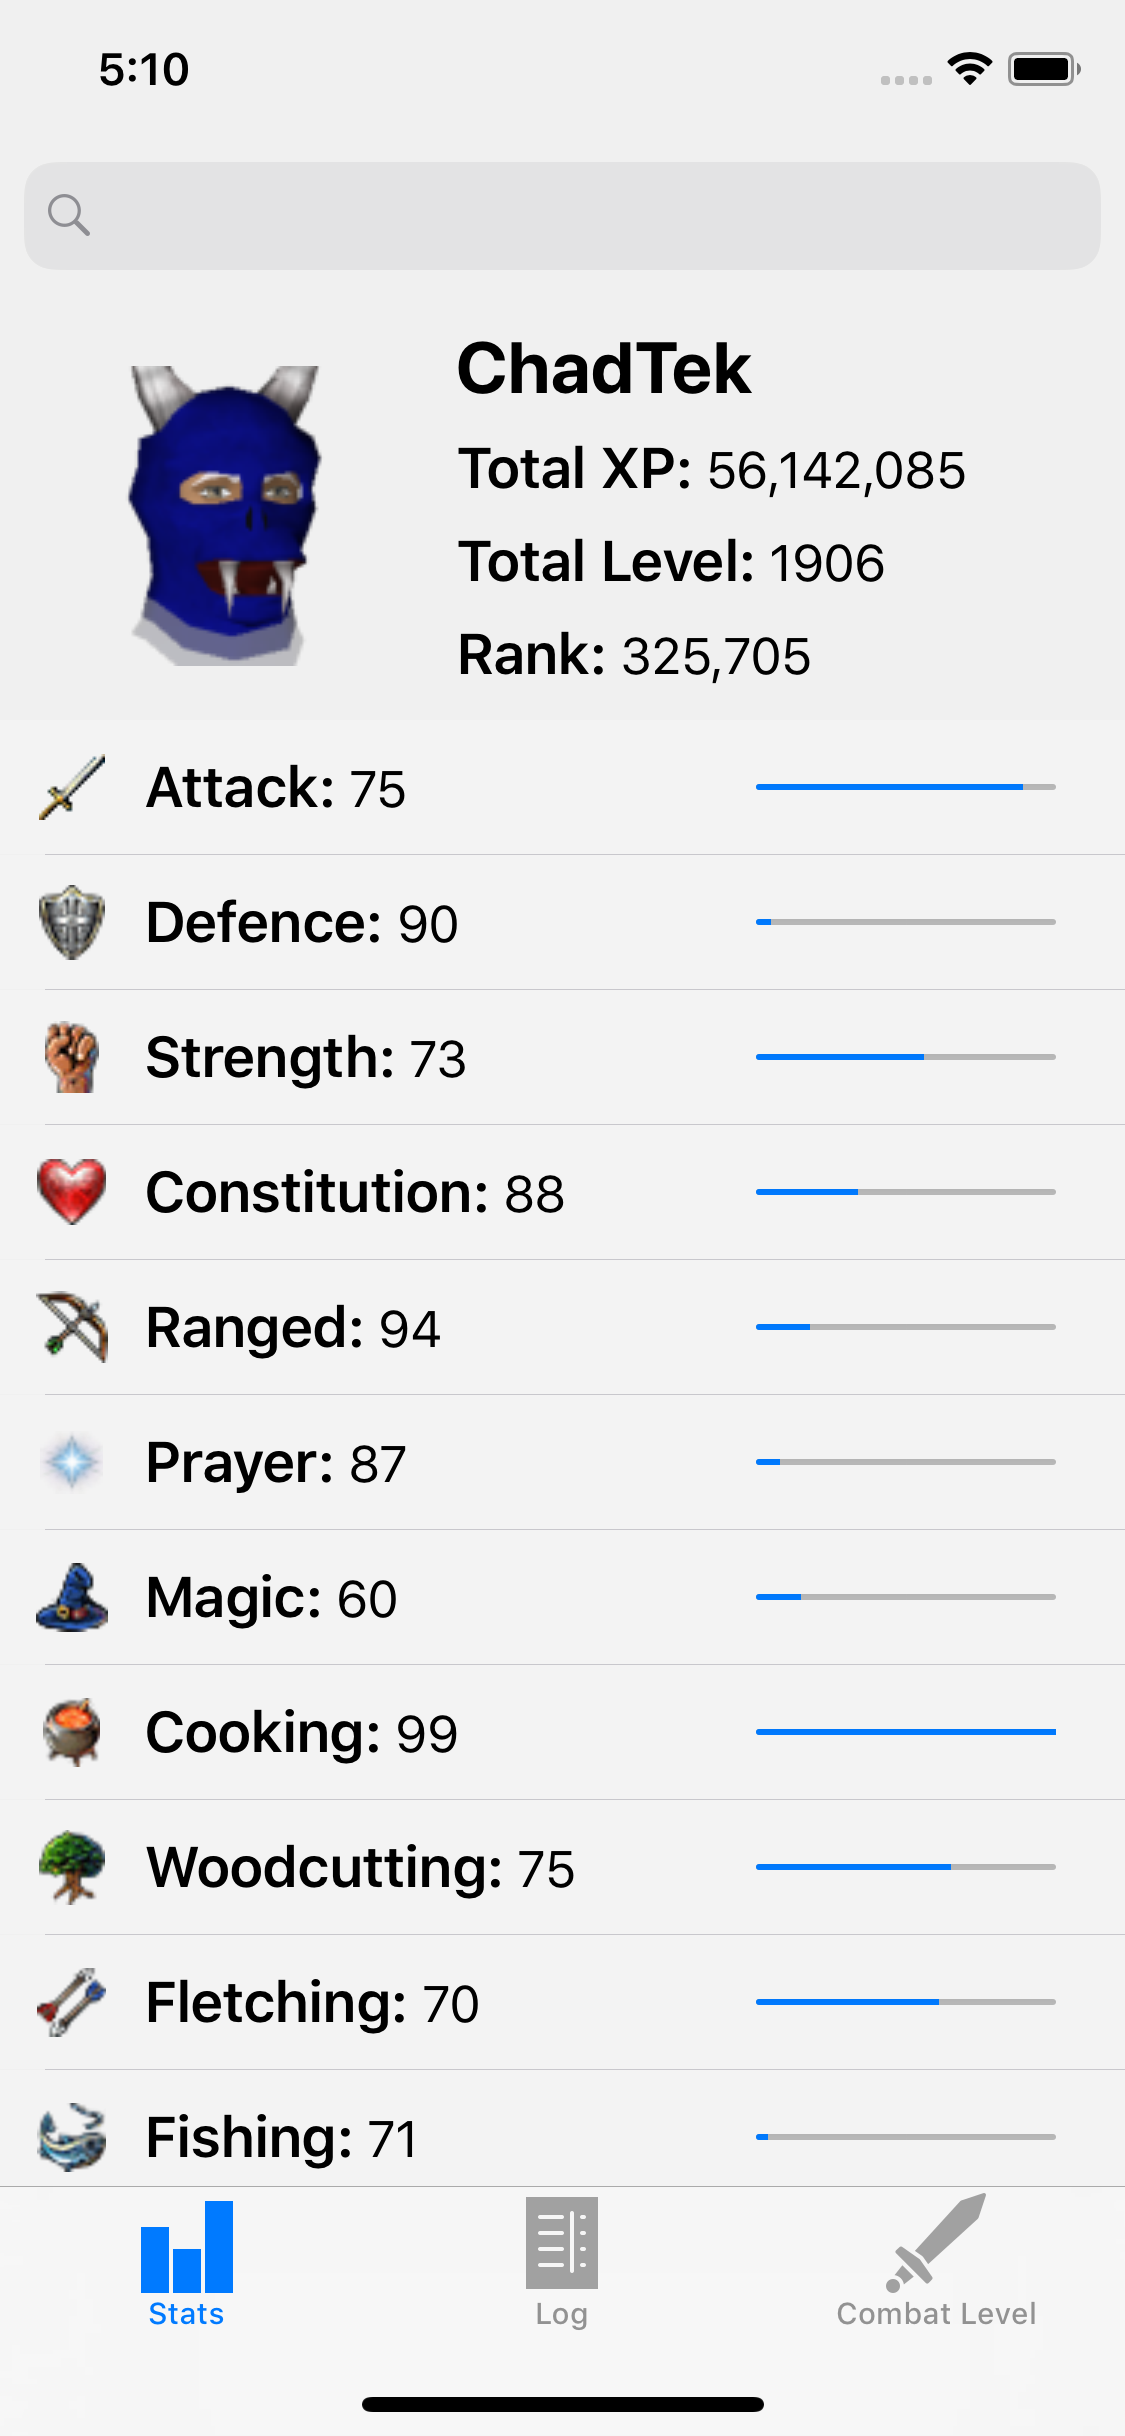 5:10
ChadTek
Total XP: 56,142,085
Total Level: 1906
Rank: 325,705
Attack: 75
Defence: 90
Strength: 73
Constitution: 88
Ranged: 94
Prayer: 87
Magic: 60
Cooking: 99
Woodcutting: 75
Fletching: 70
Fishing: 71
Stats
Log
Combat Level